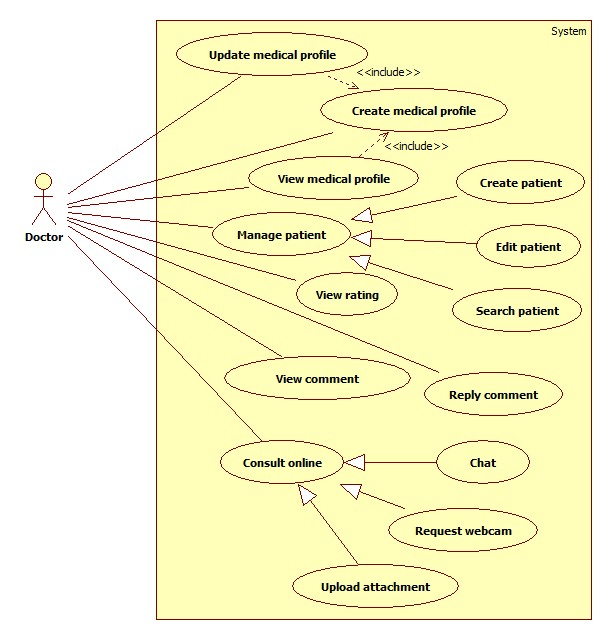 System
Update medical profile
<<include>>
Create medical profile
<<include>>
View medical profile
Create patient
Doctor
Manage patient
Edit patient
View rating
Search patient
View comment
Reply comment
Consult online
Chat
Request webcam
Upload attachment